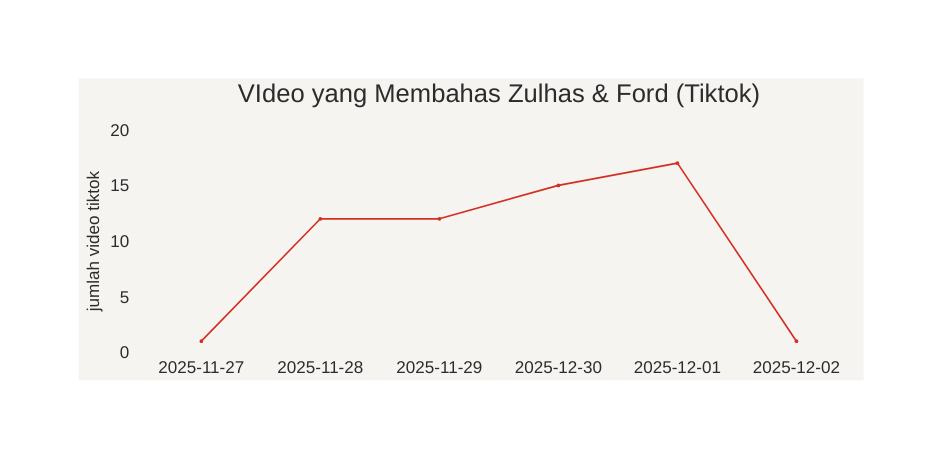 VIdeo yang Membahas Zulhas & Ford (Tiktok)
jumlah video tiktok
20
15
10
5
0
2025-11-27 2025-11-28 2025-11-29 2025-12-30 2025-12-01 2025-12-02